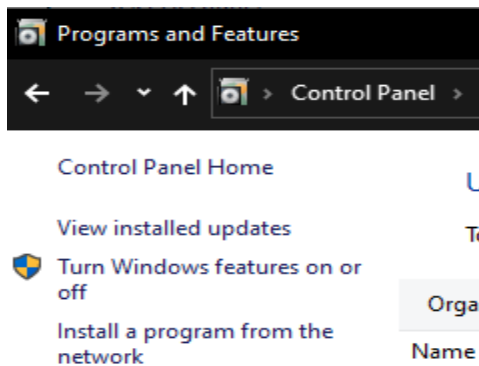 Programs and Features
Control Panel
Control Panel Home
View installed updates
Turn Windows features on or
off
Install a program from the
network
Name